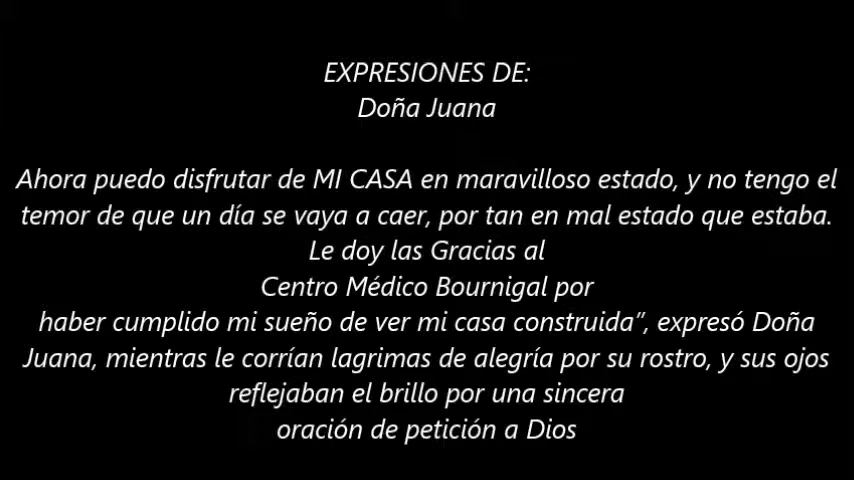 EXPRESIONES DE:
Doña Juana
Ahora puedo disfrutar de MI CASA en maravilloso estado, y no tengo el
temor de que un día se vaya a caer, por tan en mal estado que estaba.
Le doy las Gracias al
Centro Médico Bournigal por
haber cumplido mi sueño de ver mi casa construida”, expresó Doña
Juana, mientras le corrían lagrimas de alegría por su rostro, y sus ojos
reflejaban el brillo por una sincera
oración de petición a Dios